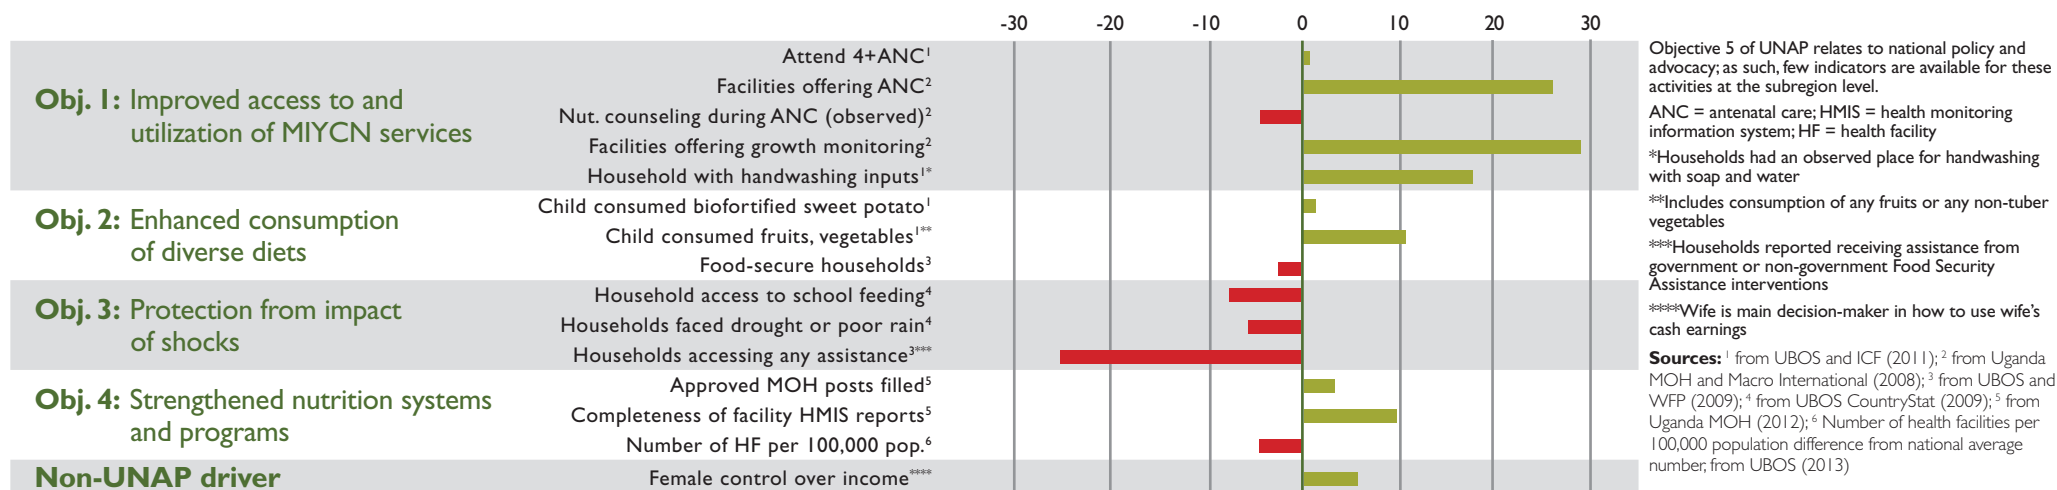 -30 -20 -10 0 10 20 30
Obj. 1: Improved access to and
utilization of MIYCN services
Attend 4+ANC¹
Facilities offering ANC²
Nut. counseling during ANC (observed)²
Facilities offering growth monitoring²
Household with handwashing inputs¹*
Obj. 2: Enhanced consumption
of diverse diets
Child consumed biofortified sweet potato¹
Child consumed fruits, vegetables¹**
Food-secure households³
Obj. 3: Protection from impact
of shocks
Household access to school feeding⁴
Households faced drought or poor rain⁴
Households accessing any assistance³***
Obj. 4: Strengthened nutrition systems
and programs
Approved MOH posts filled⁵
Completeness of facility HMIS reports⁵
Number of HF per 100,000 pop.⁶
Non-UNAP driver
Female control over income****
Objective 5 of UNAP relates to national policy and
advocacy; as such, few indicators are available for these
activities at the subregion level.
ANC = antenatal care; HMIS = health monitoring
information system; HF = health facility
*Households had an observed place for handwashing
with soap and water
**Includes consumption of any fruits or any non-tuber
vegetables
***Households reported receiving assistance from
government or non-government Food Security
Assistance interventions
****Wife is main decision-maker in how to use wife's
cash earnings
Sources: ¹ from UBOS and ICF (2011); ² from Uganda
MOH and Macro International (2008); ³ from UBOS and
WFP (2009); ⁴ from UBOS CountryStat (2009); ⁵ from
Uganda MOH (2012); ⁶ Number of health facilities per
100,000 population difference from national average
number, from UBOS (2013)